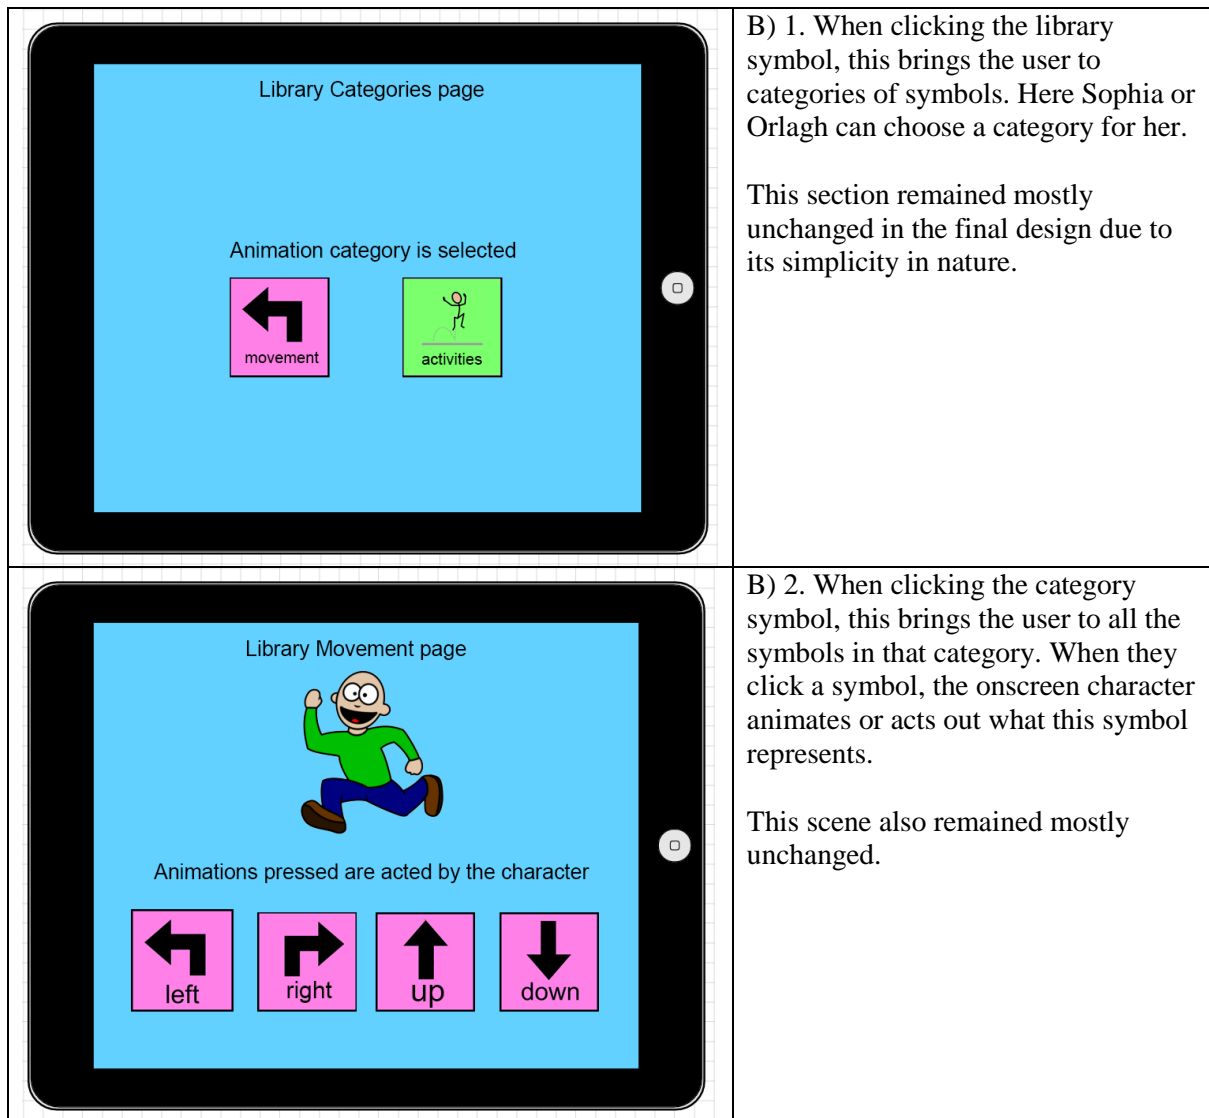 Library Categories page
Animation category is selected
movement
activities
B) 1. When clicking the library
symbol, this brings the user to
categories of symbols. Here Sophia or
Orlagh can choose a category for her.
This section remained mostly
unchanged in the final design due to
its simplicity in nature.
Library Movement page
Animations pressed are acted by the character
left
right
up
down
B) 2. When clicking the category
symbol, this brings the user to all the
symbols in that category. When they
click a symbol, the onscreen character
animates or acts out what this symbol
represents.
This scene also remained mostly
unchanged.